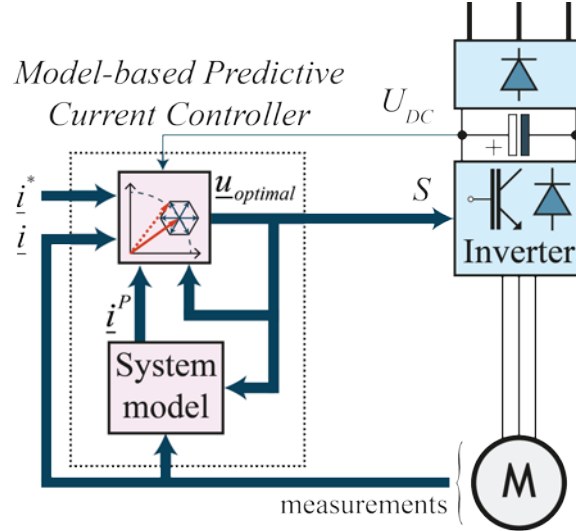 Model-based Predictive
Current Controller
U_DC
+
i*
i
u_optimal
S
Inverter
i^P
System
model
M
measurements